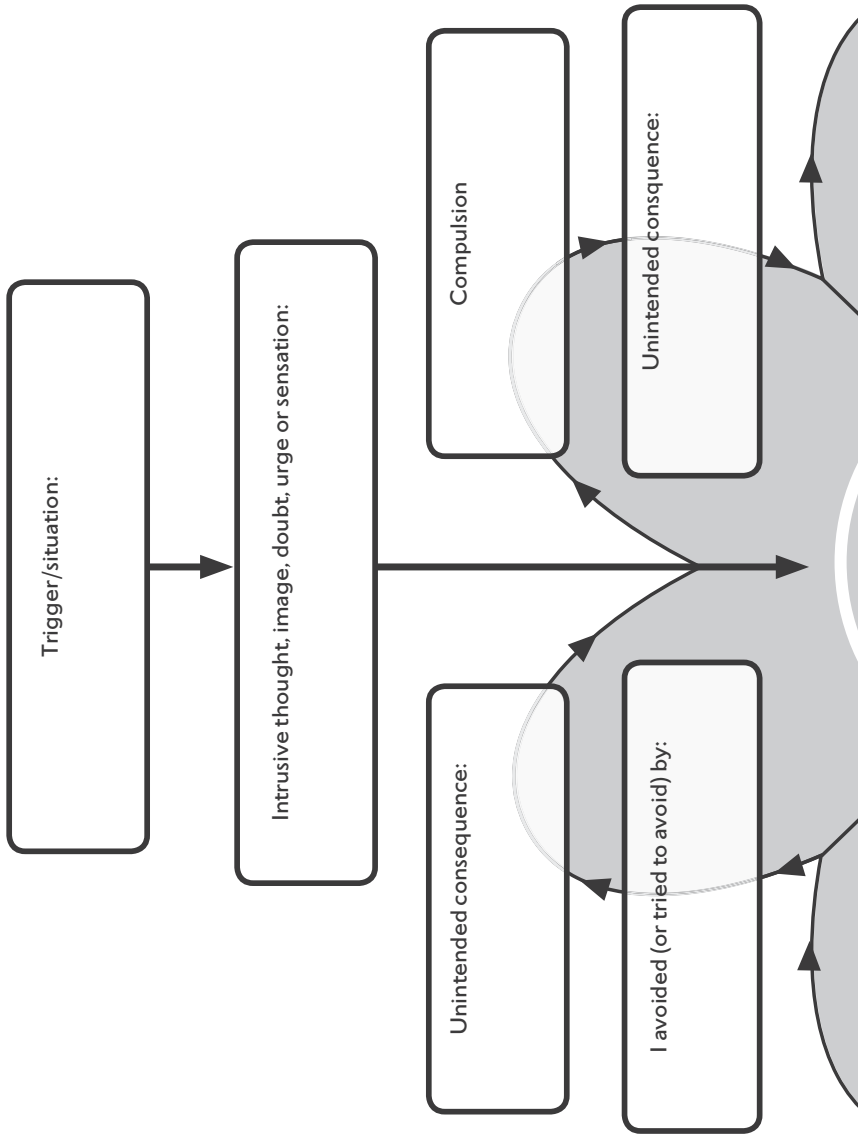 Trigger/situation:
Intrusive thought, image, doubt, urge or sensation:
Unintended consequence:
Compulsion
I avoided (or tried to avoid) by:
Unintended consquence: